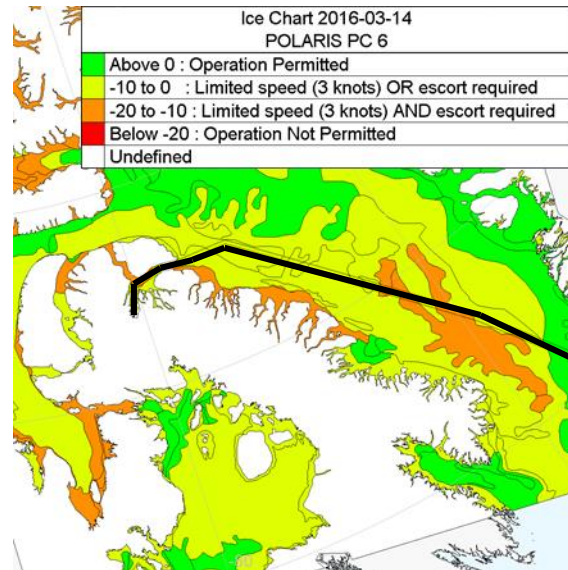 Ice Chart 2016-03-14
POLARIS PC 6
Above 0 : Operation Permitted
-10 to 0 : Limited speed (3 knots) OR escort required
-20 to -10 : Limited speed (3 knots) AND escort required
Below -20 : Operation Not Permitted
Undefined